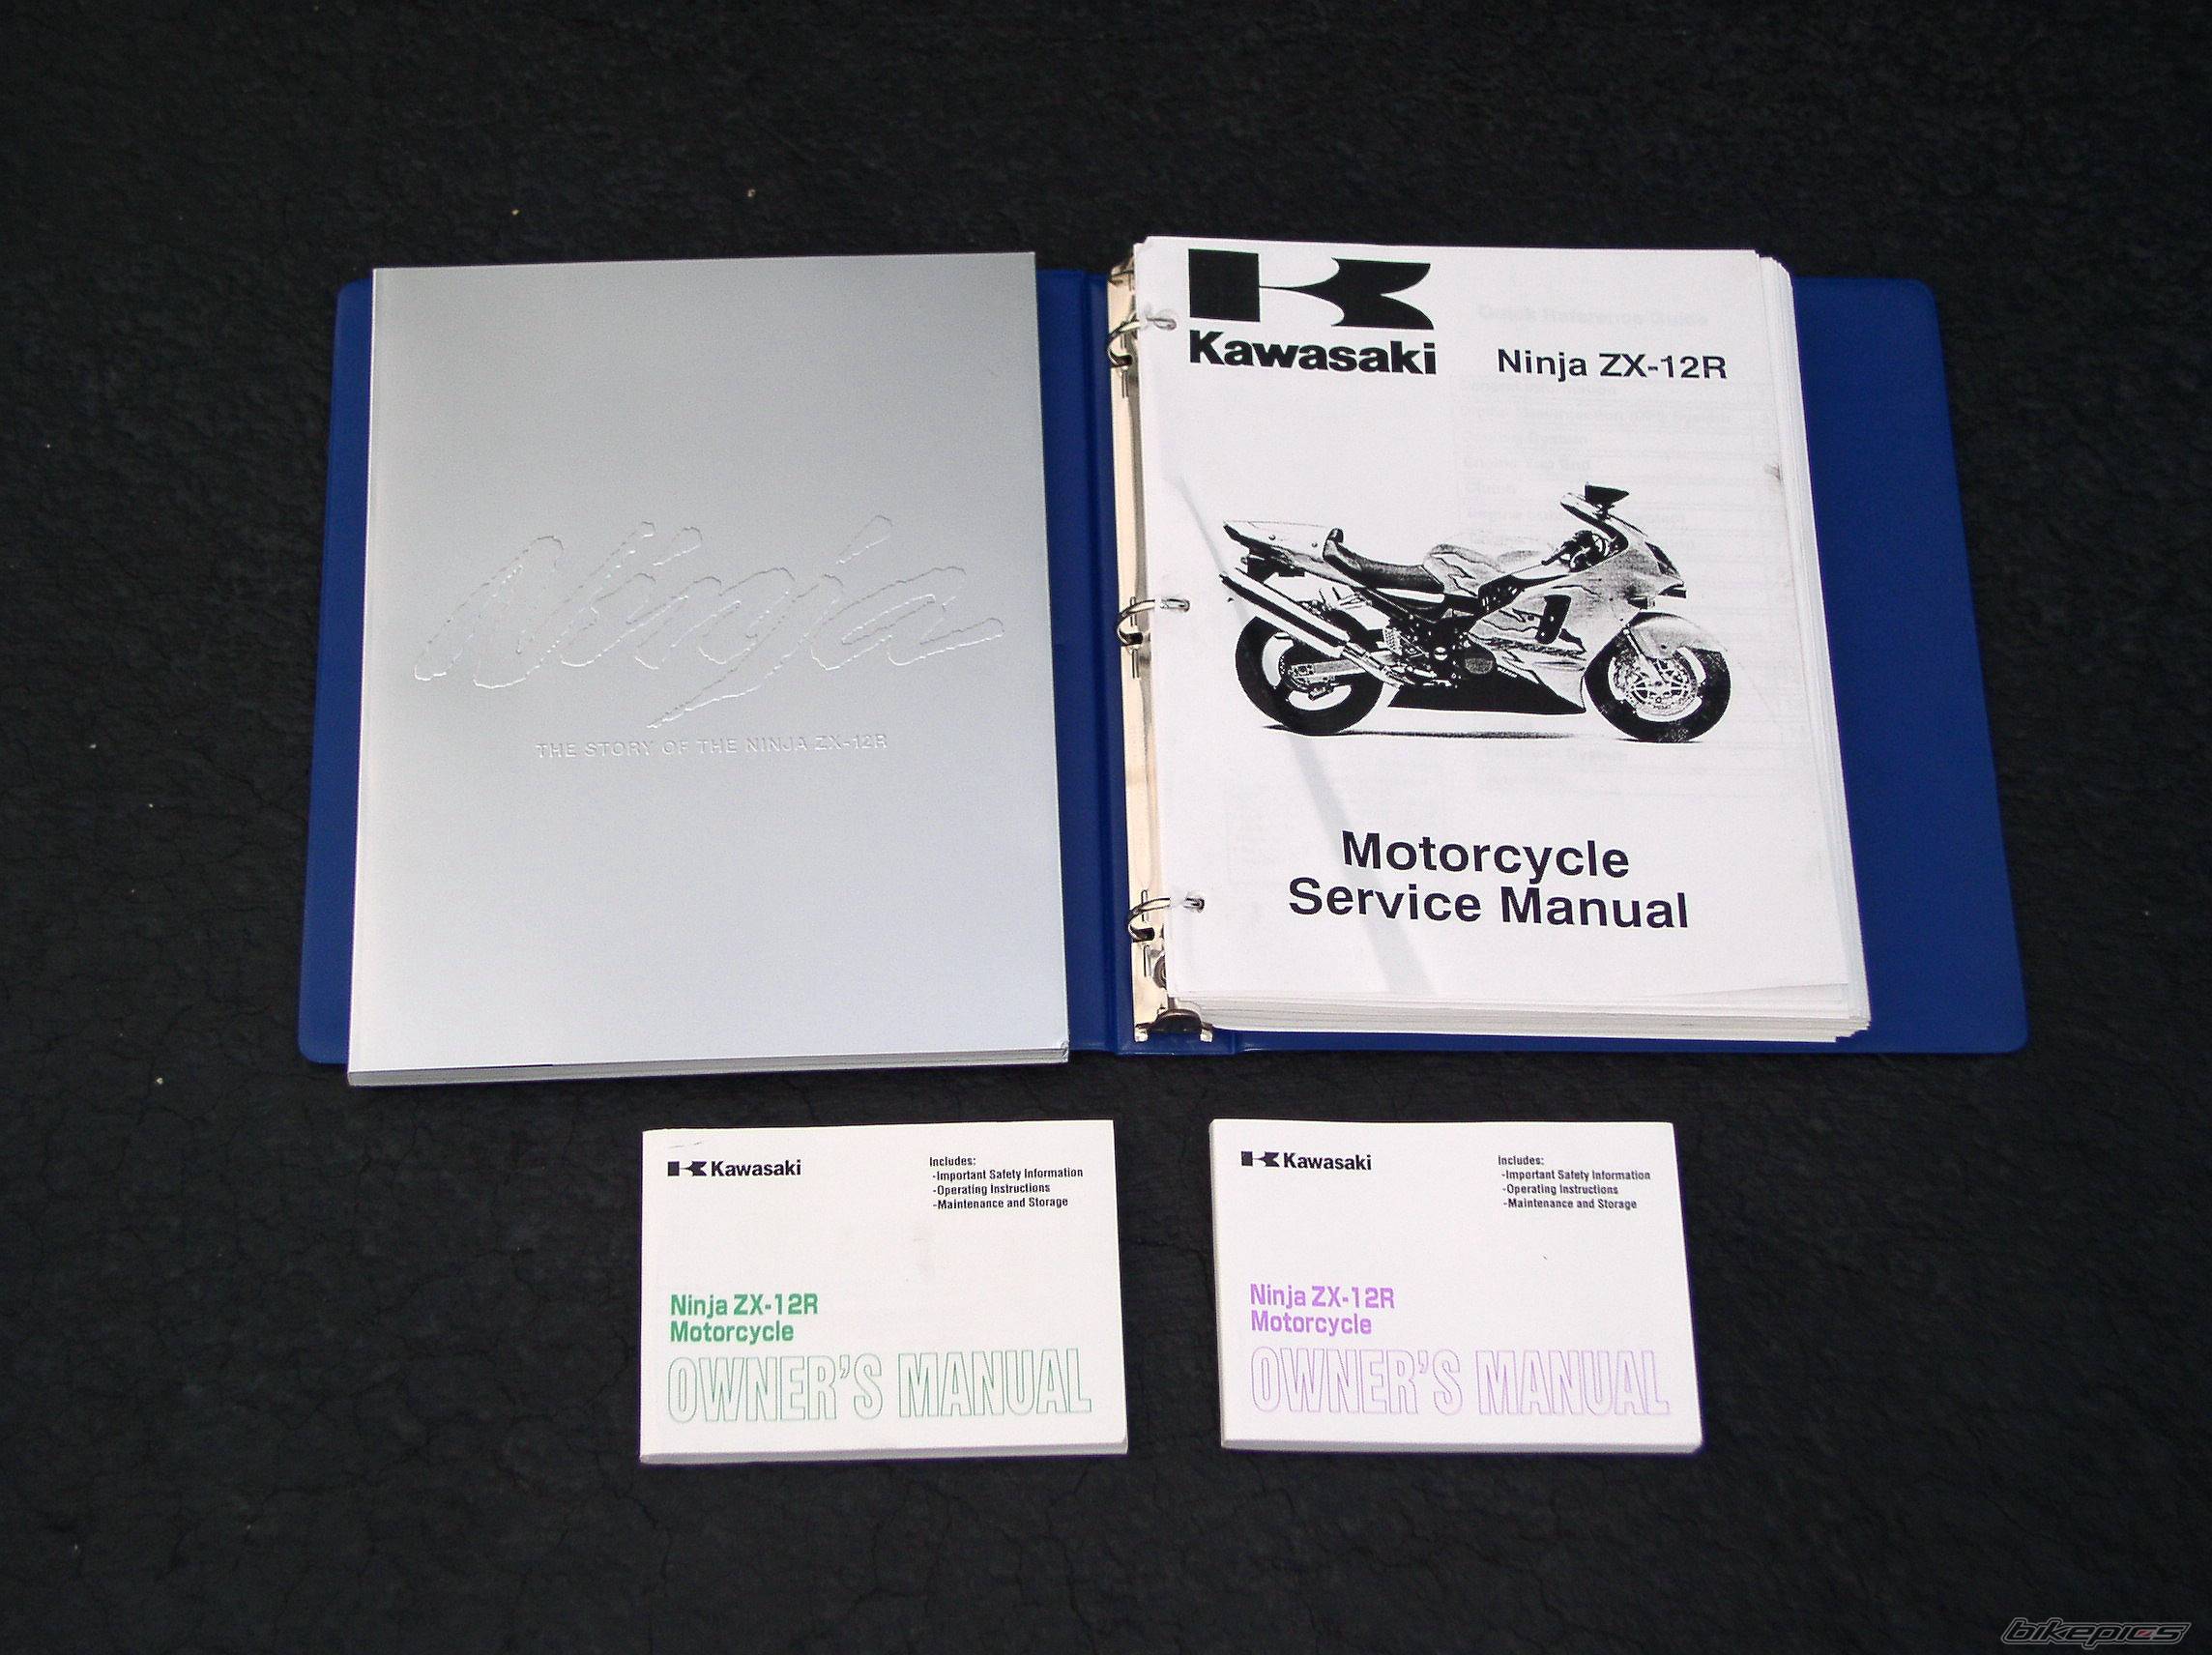 Ninja
THE STORY OF THE NINJA ZX-12R
Kawasaki
Ninja ZX-12R
Motorcycle
Service Manual
Kawasaki
Includes:
-Important Safety Information
-Operating Instructions
-Maintenance and Storage
Ninja ZX-12R
Motorcycle
OWNER'S MANUAL
Kawasaki
Includes:
-Important Safety Information
-Operating Instructions
-Maintenance and Storage
Ninja ZX-12R
Motorcycle
OWNER'S MANUAL
bikepics